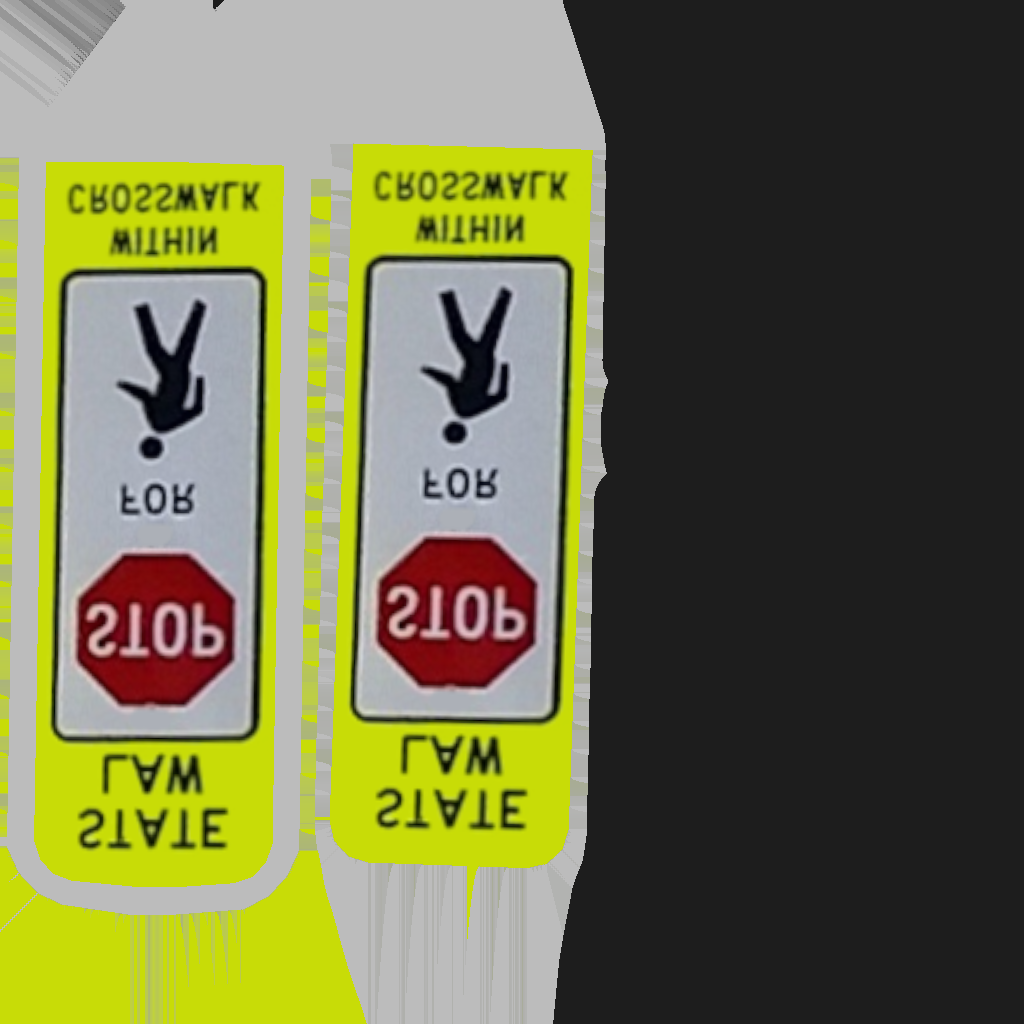 STATE
LAW
STOP
FOR
WITHIN
CROSSWALK
STATE
LAW
STOP
FOR
WITHIN
CROSSWALK